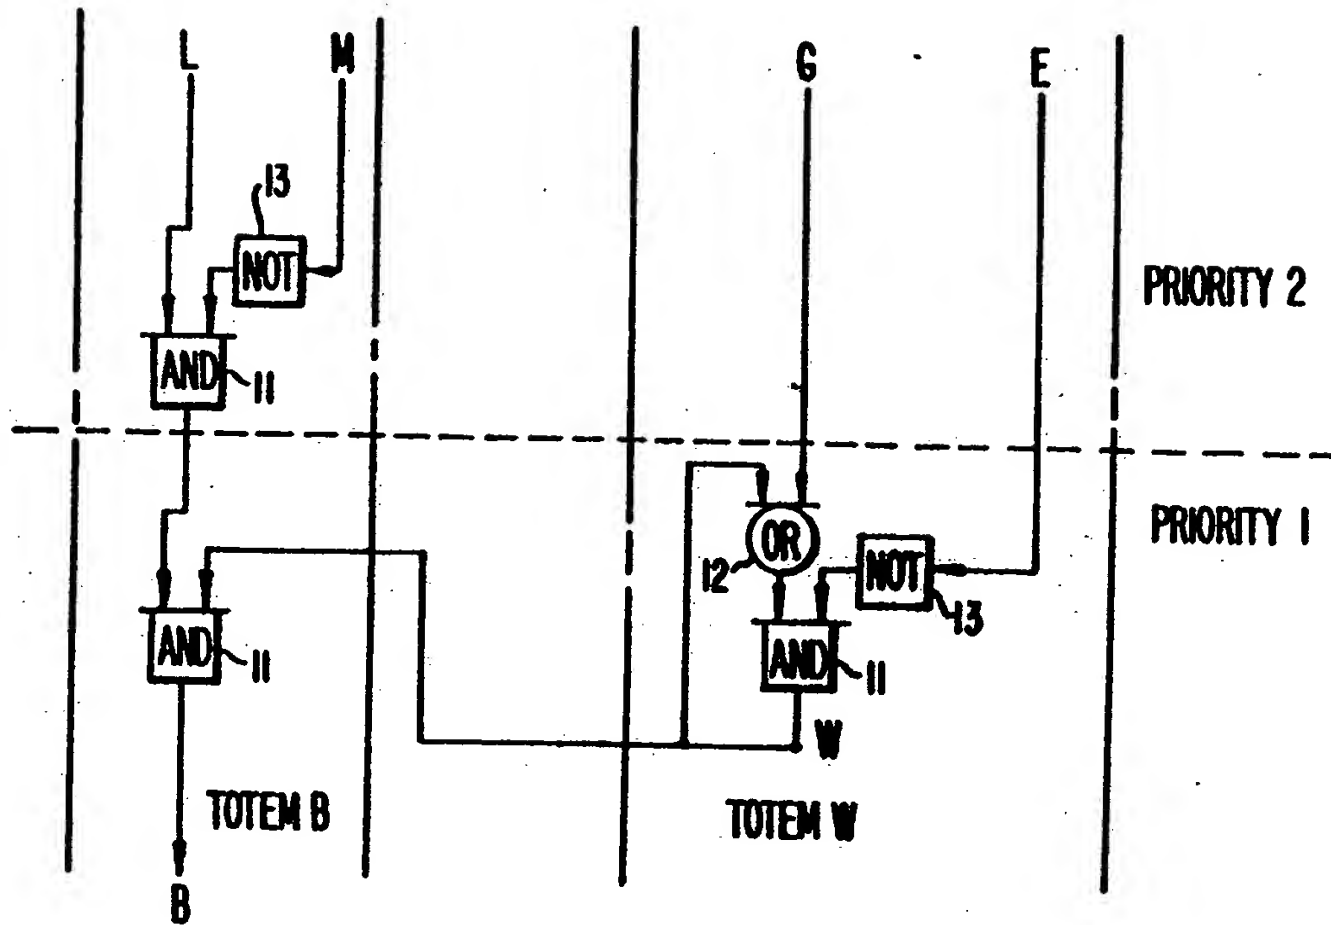 L
M
G
E
13
NOT
PRIORITY 2
AND
11
PRIORITY 1
OR
12
NOT
13
AND
11
AND
11
W
TOTEM B
TOTEM W
B